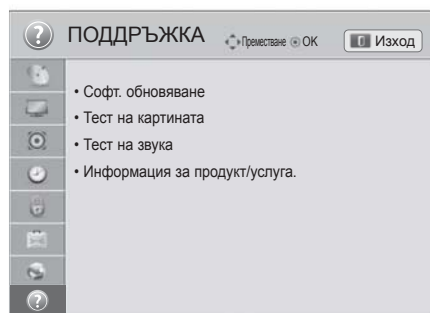 ПОДДРЪЖКА Преместване OK Изход
• Софт. обновяване
• Тест на картината
• Тест на звука
• Информация за продукт/услуга.